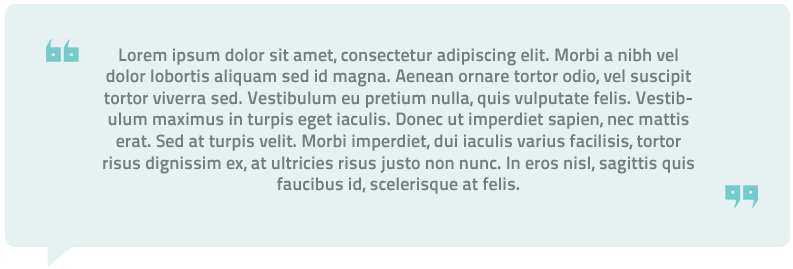 Lorem ipsum dolor sit amet, consectetur adipiscing elit. Morbi a nibh vel
dolor lobortis aliquam sed id magna. Aenean ornare tortor odio, vel suscipit
tortor viverra sed. Vestibulum eu pretium nulla, quis vulputate felis. Vestib-
ulum maximus in turpis eget iaculis. Donec ut imperdiet sapien, nec mattis
erat. Sed at turpis velit. Morbi imperdiet, dui iaculis varius facilisis, tortor
risus dignissim ex, at ultricies risus justo non nunc. In eros nisl, sagittis quis
faucibus id, scelerisque at felis.